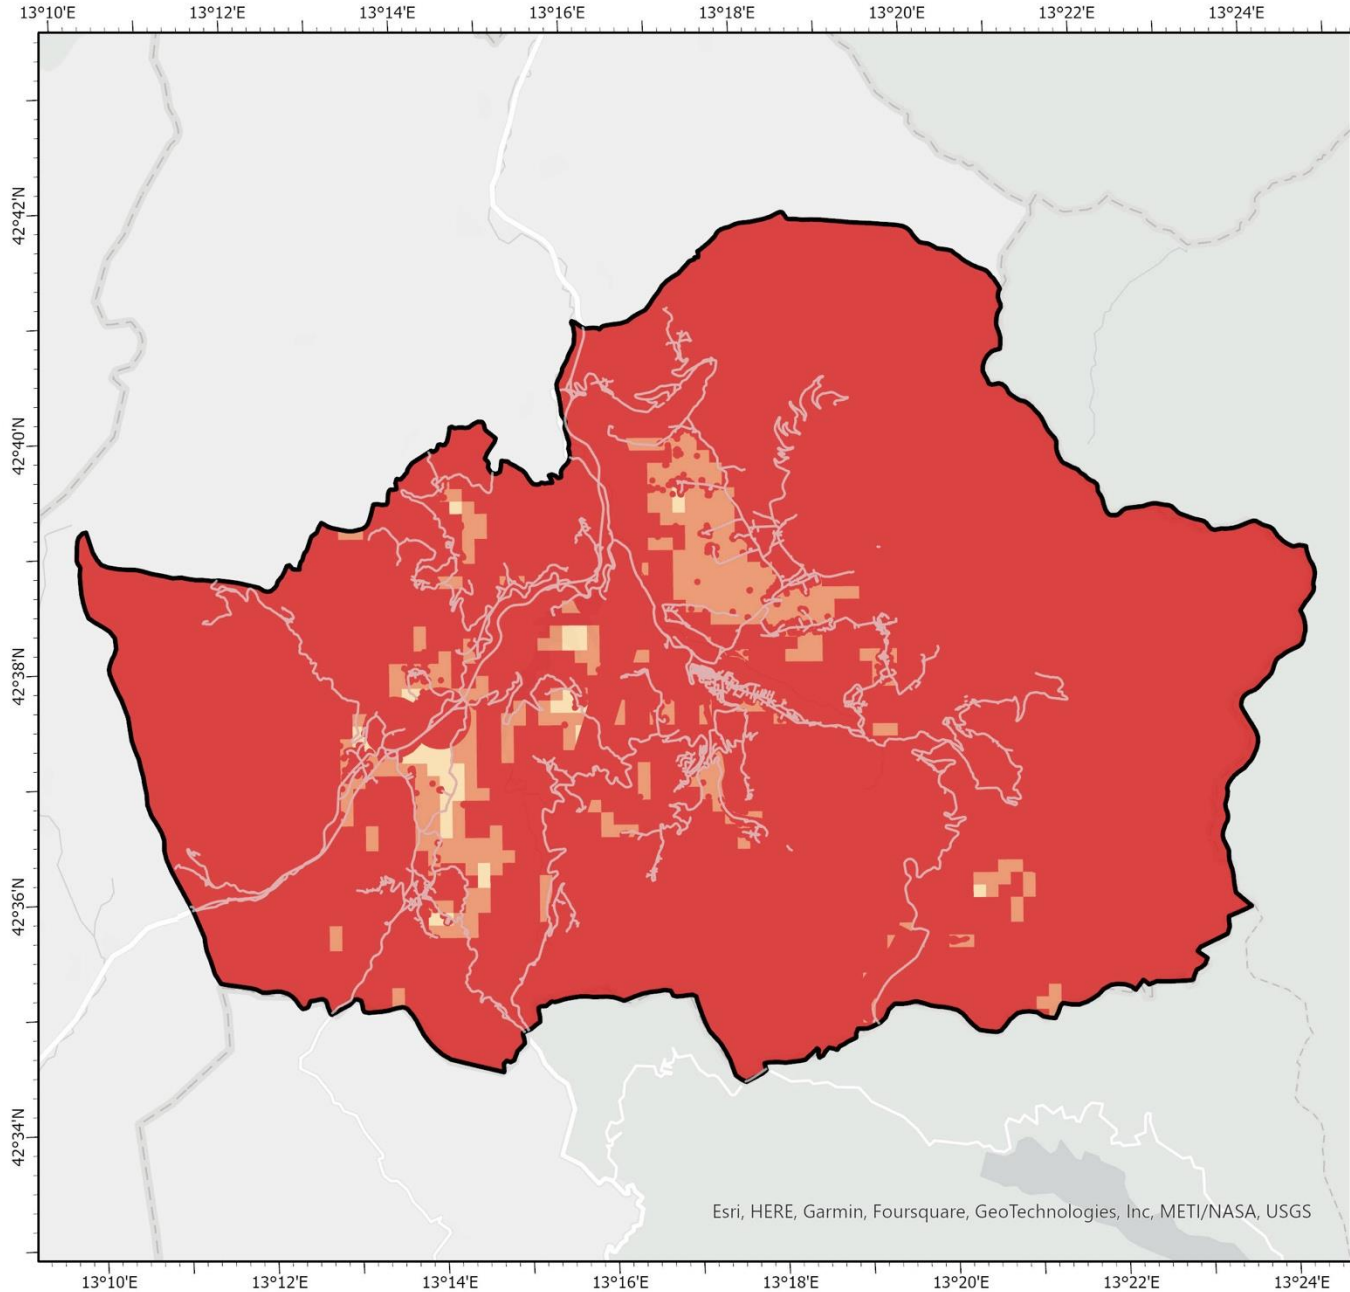 13°10'E 13°12'E 13°14'E 13°16'E 13°18'E 13°20'E 13°22'E 13°24'E
42°42'N
42°40'N
42°38'N
42°36'N
42°34'N
Esri, HERE, Garmin, Foursquare, GeoTechnologies, Inc, METI/NASA, USGS
13°10'E 13°12'E 13°14'E 13°16'E 13°18'E 13°20'E 13°22'E 13°24'E